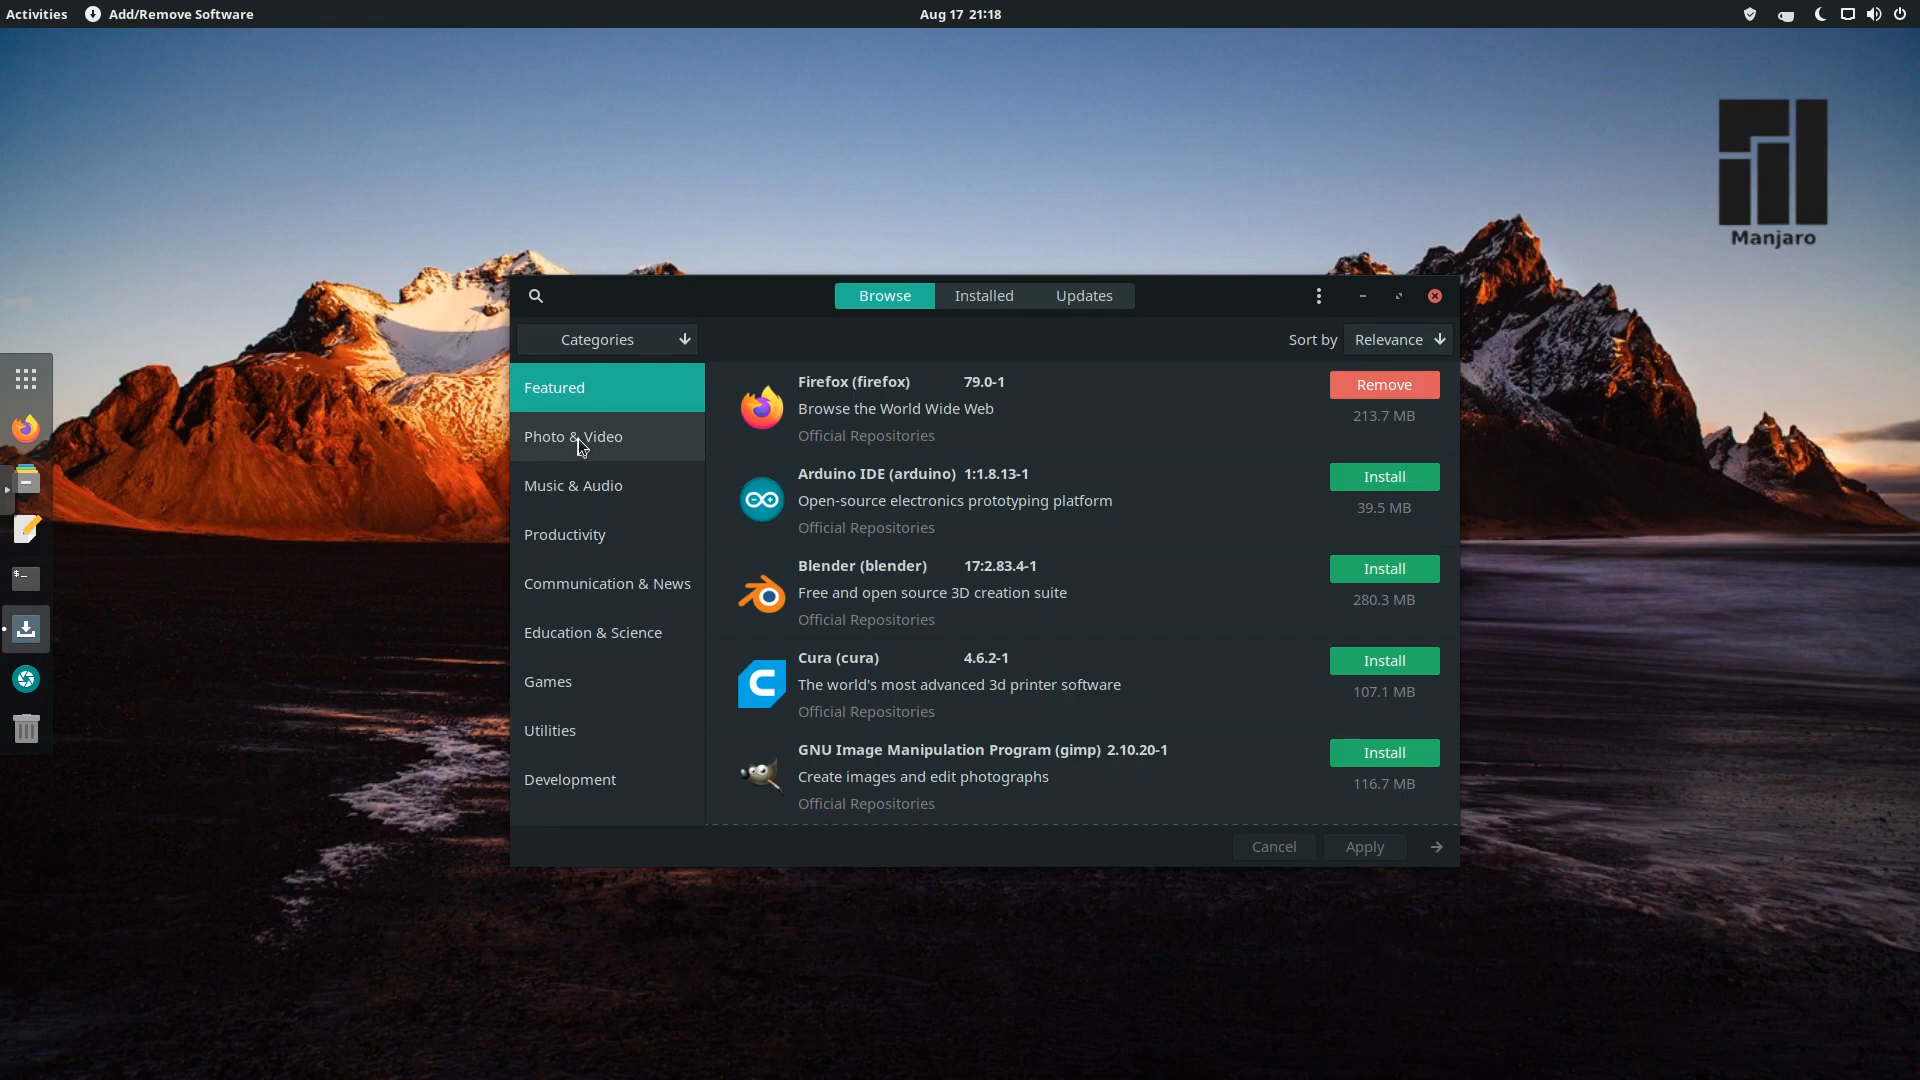 Activities Add/Remove Software Aug 17 21:18
Manjaro
Browse Installed Updates
Categories Sort by Relevance
Featured
Photo & Video
Music & Audio
Productivity
Communication & News
Education & Science
Games
Utilities
Development
Firefox (firefox) 79.0-1 Remove
Browse the World Wide Web 213.7 MB
Official Repositories
Arduino IDE (arduino) 1:1.8.13-1 Install
Open-source electronics prototyping platform 39.5 MB
Official Repositories
Blender (blender) 17:2.83.4-1 Install
Free and open source 3D creation suite 280.3 MB
Official Repositories
Cura (cura) 4.6.2-1 Install
The world's most advanced 3d printer software 107.1 MB
Official Repositories
GNU Image Manipulation Program (gimp) 2.10.20-1 Install
Create images and edit photographs 116.7 MB
Official Repositories
Cancel Apply